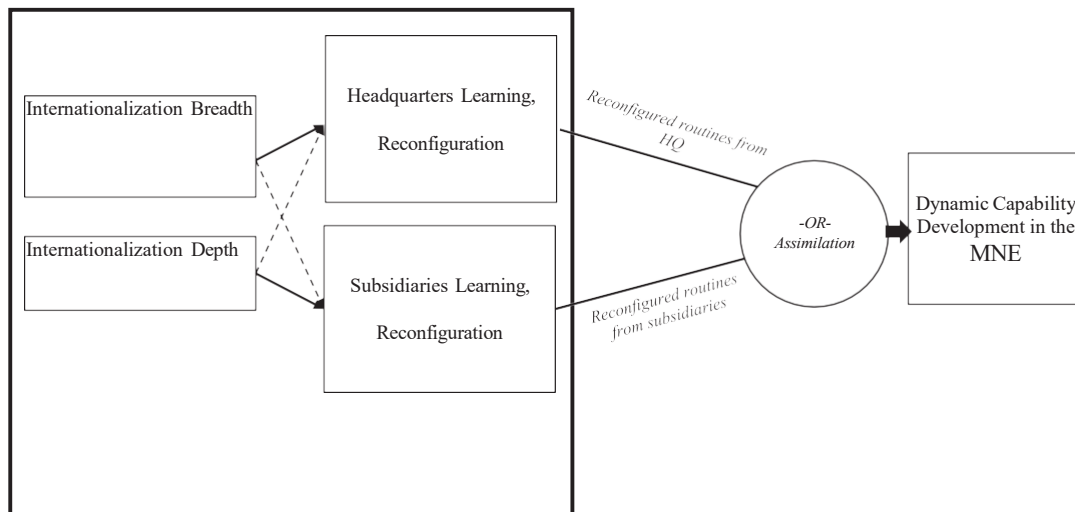 Internationalization Breadth
Internationalization Depth
Headquarters Learning,
Reconfiguration
Subsidiaries Learning,
Reconfiguration
Reconfigured routines from
HQ
Reconfigured routines
from subsidiaries
-OR-
Assimilation
Dynamic Capability
Development in the
MNE